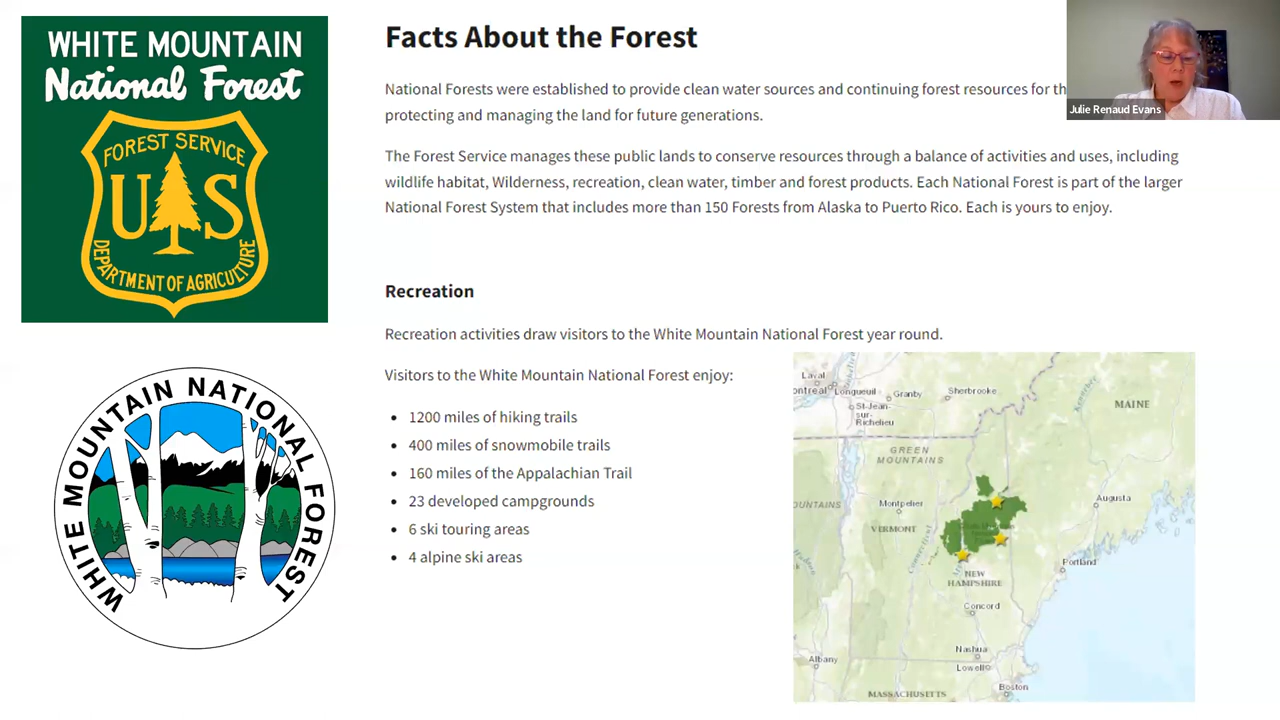 WHITE MOUNTAIN
National Forest
FOREST SERVICE
U S
DEPARTMENT OF AGRICULTURE
WHITE MOUNTAIN NATIONAL FOREST
Facts About the Forest
National Forests were established to provide clean water sources and continuing forest resources for
protecting and managing the land for future generations.
The Forest Service manages these public lands to conserve resources through a balance of activities and uses, including
wildlife habitat, Wilderness, recreation, clean water, timber and forest products. Each National Forest is part of the larger
National Forest System that includes more than 150 Forests from Alaska to Puerto Rico. Each is yours to enjoy.
Recreation
Recreation activities draw visitors to the White Mountain National Forest year round.
Visitors to the White Mountain National Forest enjoy:
• 1200 miles of hiking trails
• 400 miles of snowmobile trails
• 160 miles of the Appalachian Trail
• 23 developed campgrounds
• 6 ski touring areas
• 4 alpine ski areas
Julie Renaud Evans
Laval
ontreal
Longueuil
Granby
Sherbrooke
St-Jean-
sur-
Richelieu
Kennebec
MAINE
GREEN
MOUNTAINS
UNTAINS
Montpelier
VERMONT
Augusta
Portland
NEW
HAMPSHIRE
Concord
Nashua
Lowell
Albany
Boston
MASSACHUSETTS